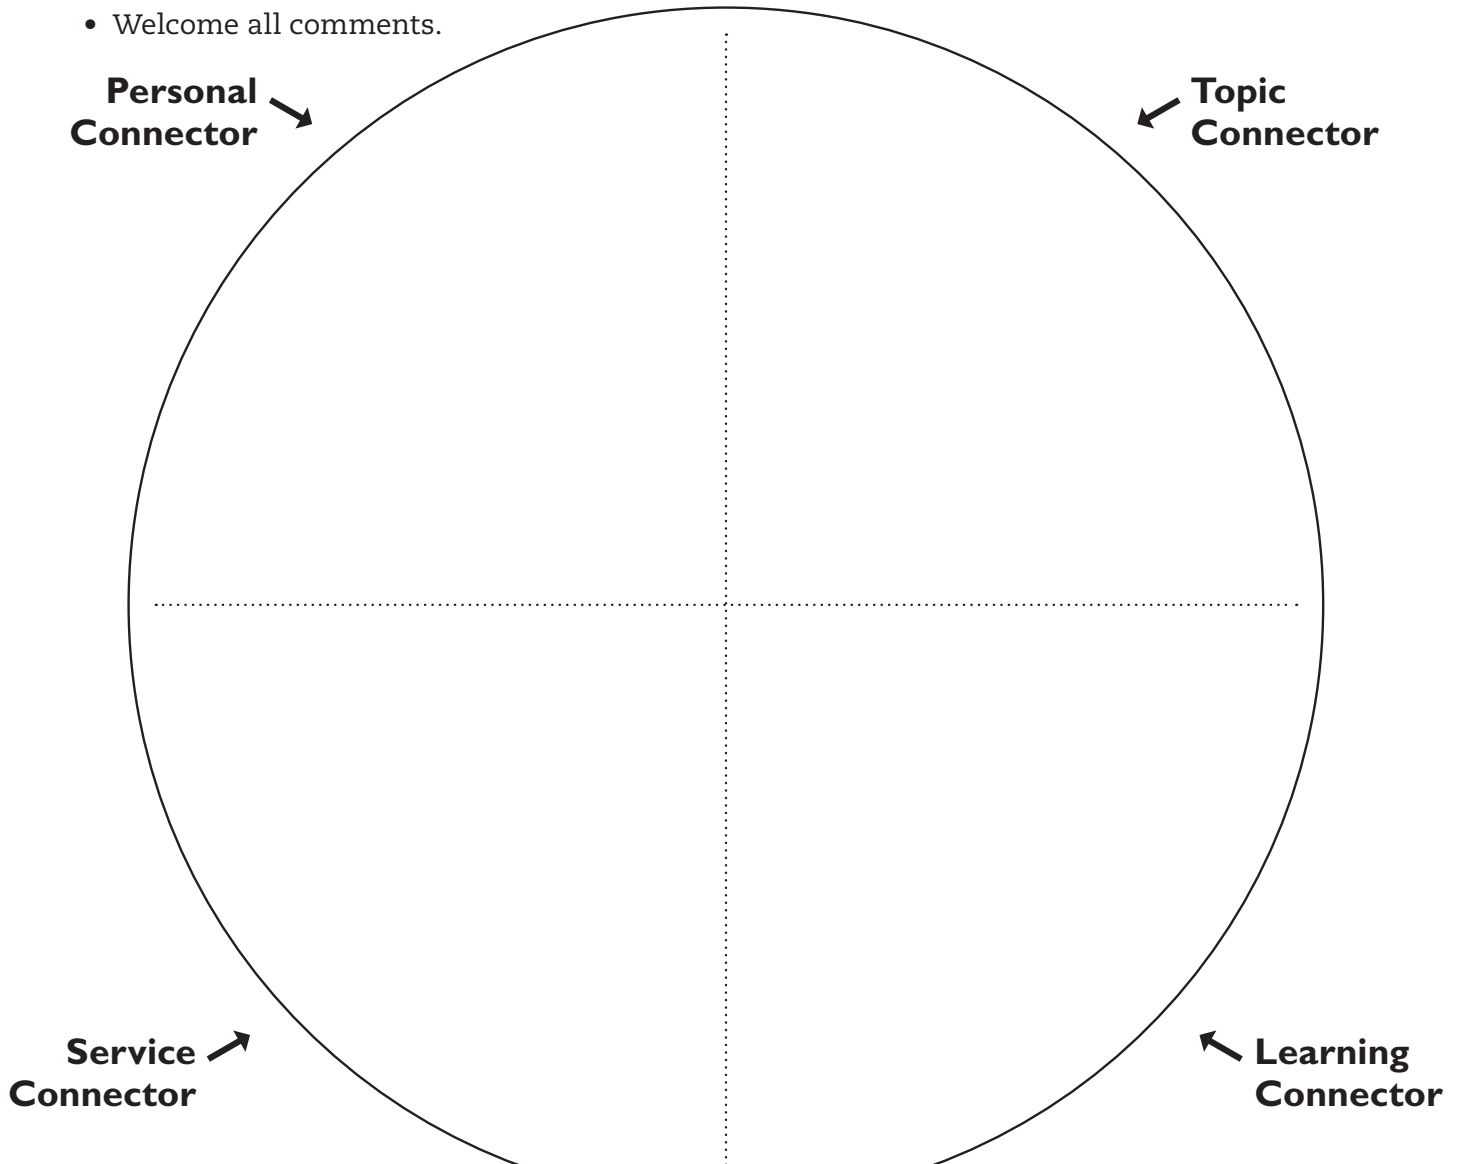 • Welcome all comments.
Personal
Connector
Topic
Connector
Service
Connector
Learning
Connector